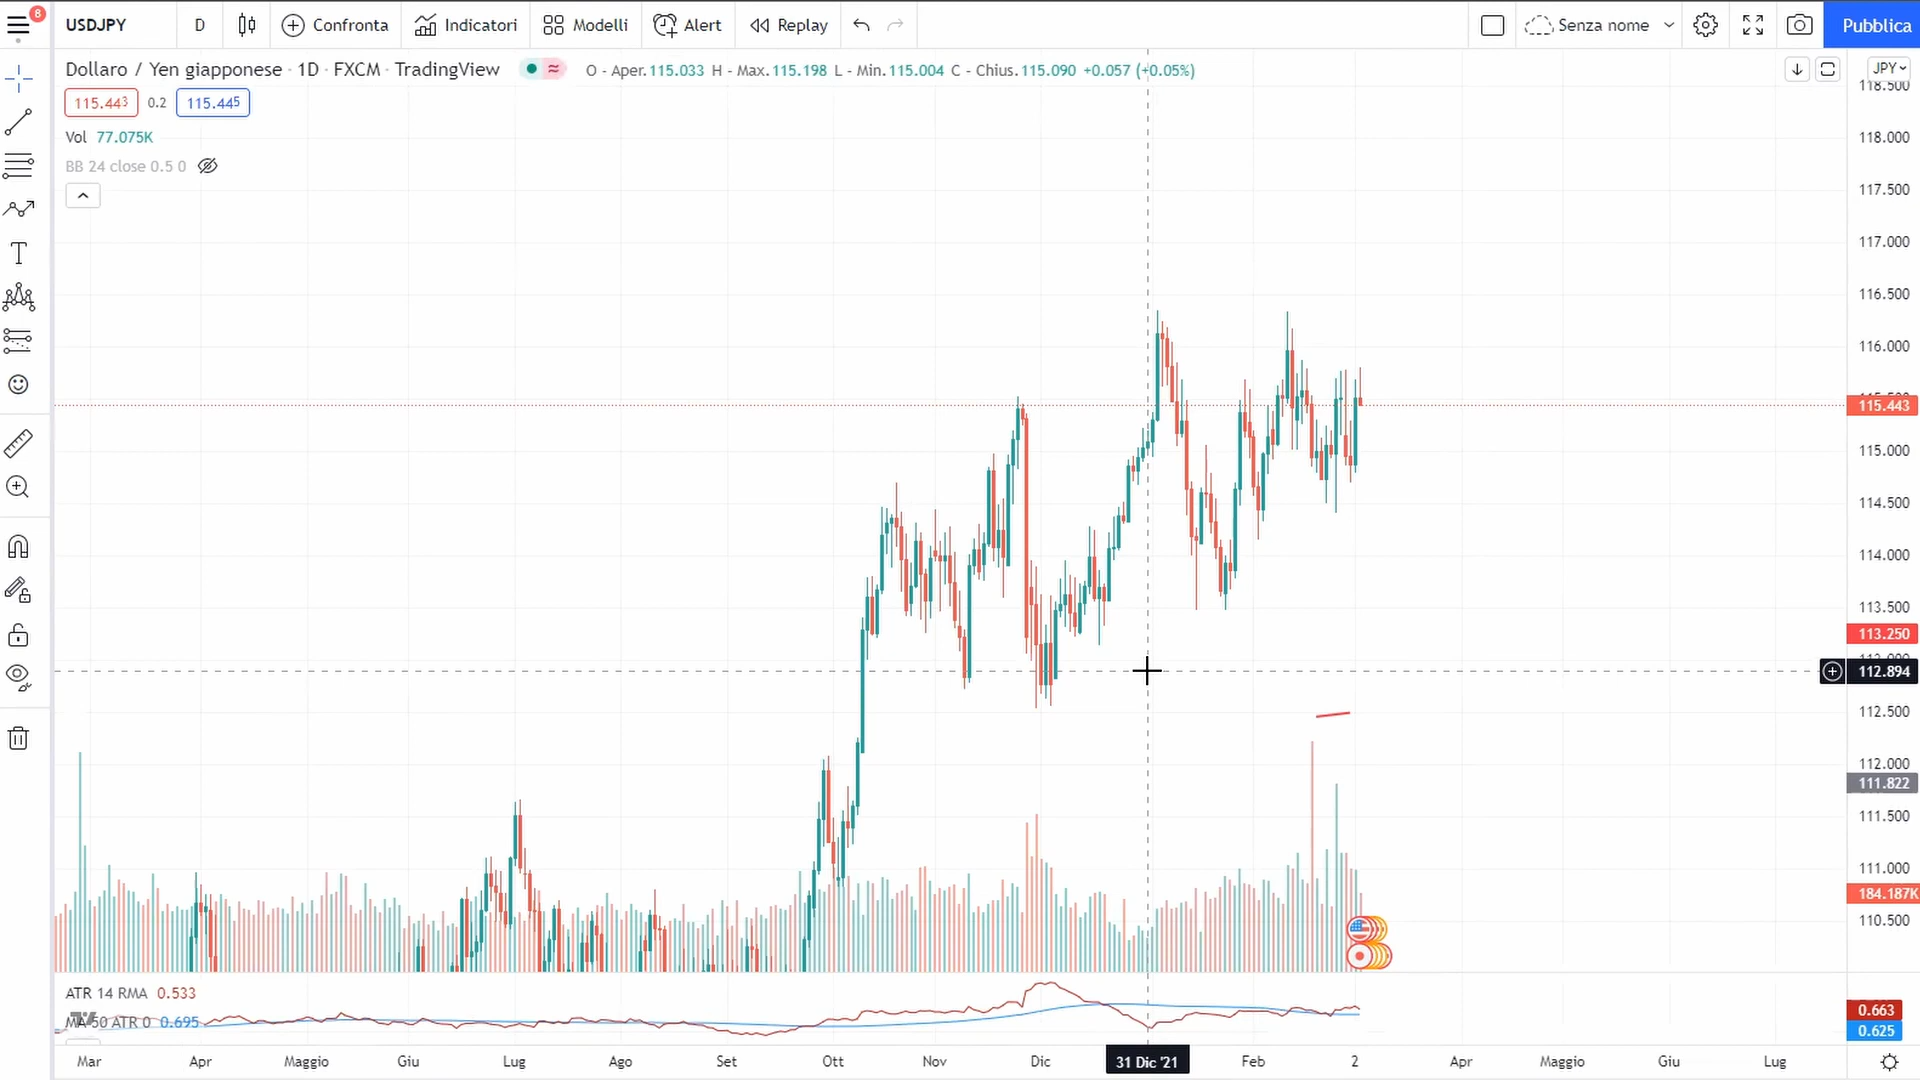 8
USDJPY D Confronta Indicatori Modelli Alert Replay Senza nome Pubblica
Dollaro / Yen giapponese · 1D · FXCM · TradingView O - Aper.115.033 H - Max.115.198 L - Min.115.004 C - Chius.115.090 +0.057 (+0.05%)
JPY
115.443 0.2 115.445
Vol 77.075K
BB 24 close 0.5 0
118.500
118.000
117.500
117.000
116.500
116.000
115.443
115.000
114.500
114.000
113.500
113.250
112.894
112.500
112.000
111.822
111.500
111.000
184.187K
110.500
ATR 14 RMA 0.533
MA 50 ATR 0 0.695
0.663
0.625
Mar Apr Maggio Giu Lug Ago Set Ott Nov Dic 31 Dic '21 Feb 2 Apr Maggio Giu Lug